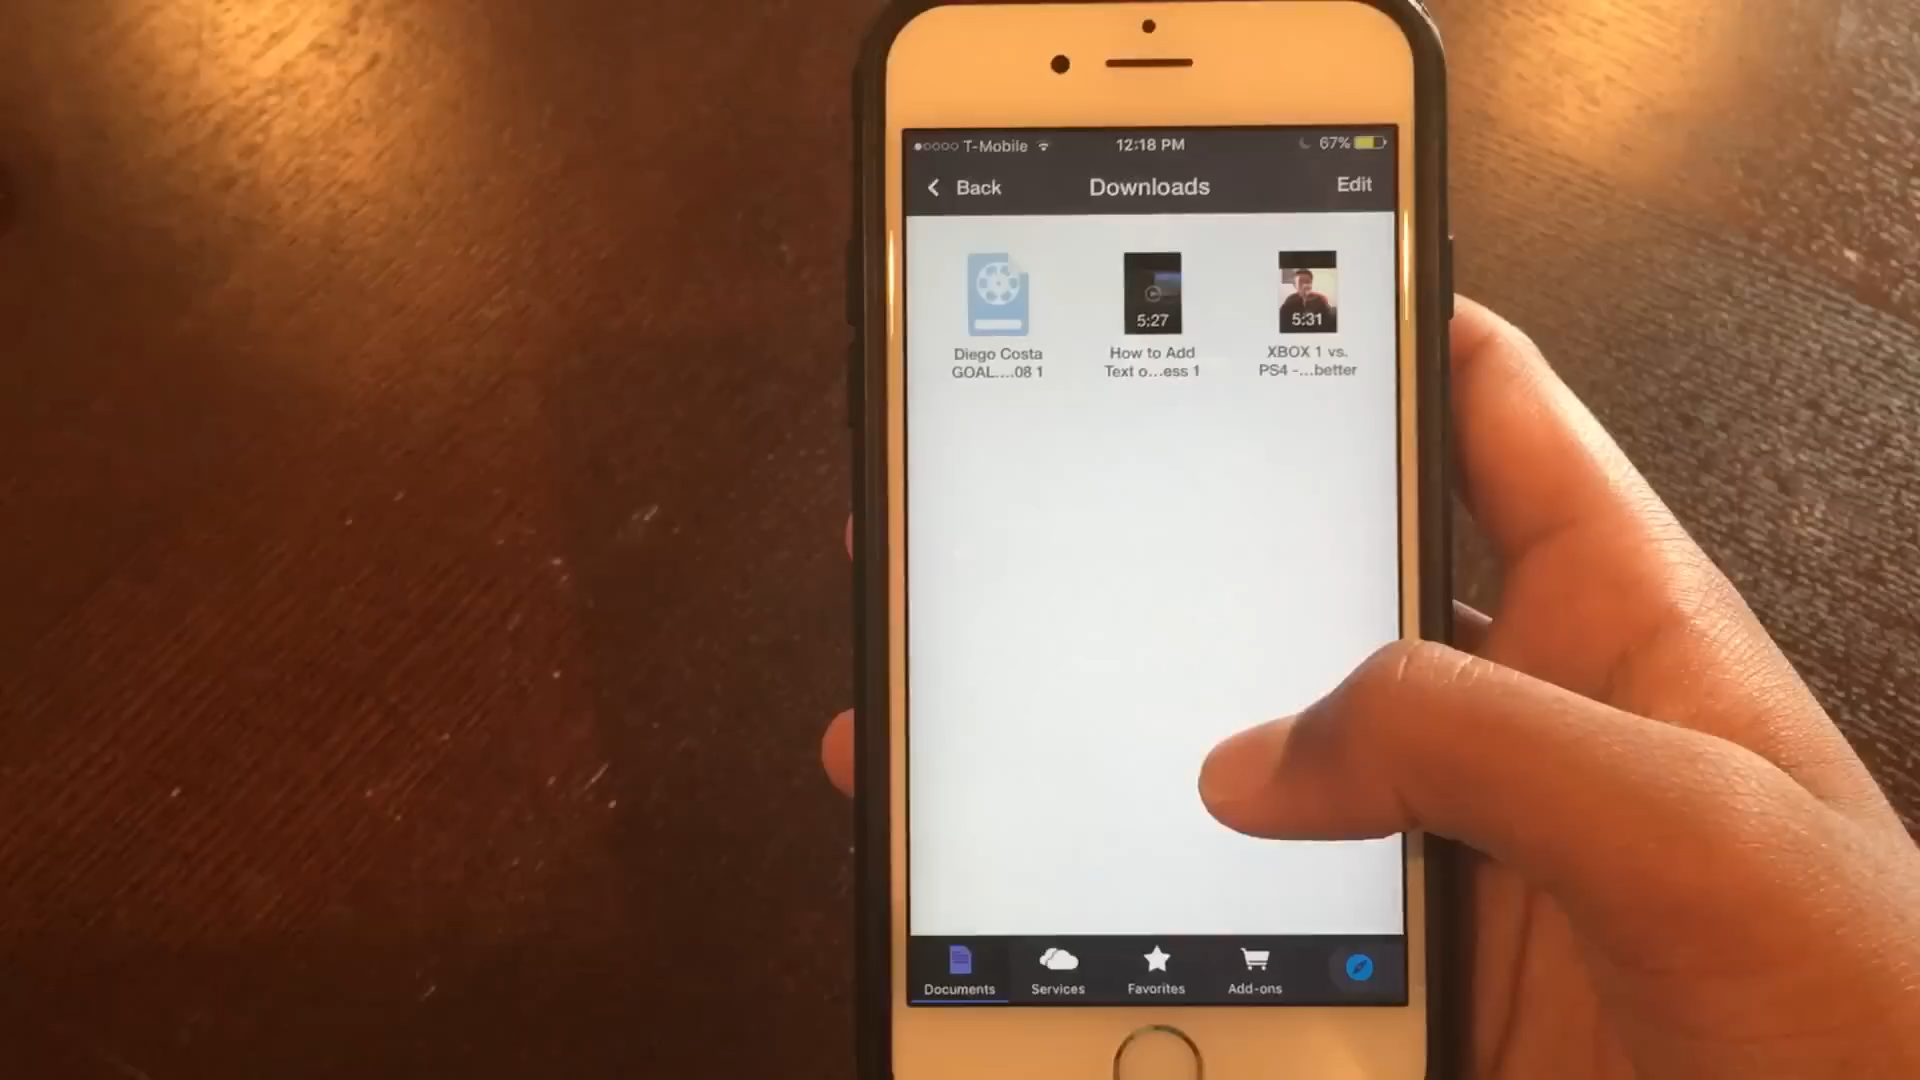 T-Mobile
12:18 PM
67%
Back
Downloads
Edit
5:27
5:31
Diego Costa
GOAL....08 1
How to Add
Text o...ess 1
XBOX 1 vs.
PS4 -...better
Documents
Services
Favorites
Add-ons